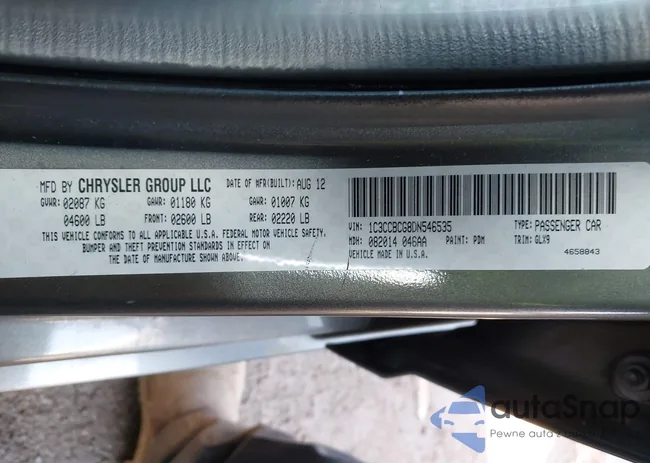 MFD BY CHRYSLER GROUP LLC DATE OF MFR(BUILT): AUG 12
GVWR: 02087 KG GAWR: 01180 KG GAWR: 01007 KG
04600 LB FRONT: 02600 LB REAR: 02220 LB
THIS VEHICLE CONFORMS TO ALL APPLICABLE U.S.A. FEDERAL MOTOR VEHICLE SAFETY,
BUMPER AND THEFT PREVENTION STANDARDS IN EFFECT ON
THE DATE OF MANUFACTURE SHOWN ABOVE.
VIN: 1C3CCBCG8DN546535 TYPE: PASSENGER CAR
MDH: 082014 046AA PAINT: PDM TRIM: GLX9
VEHICLE MADE IN U.S.A. 4658843
autoSnap
Pewne auta z